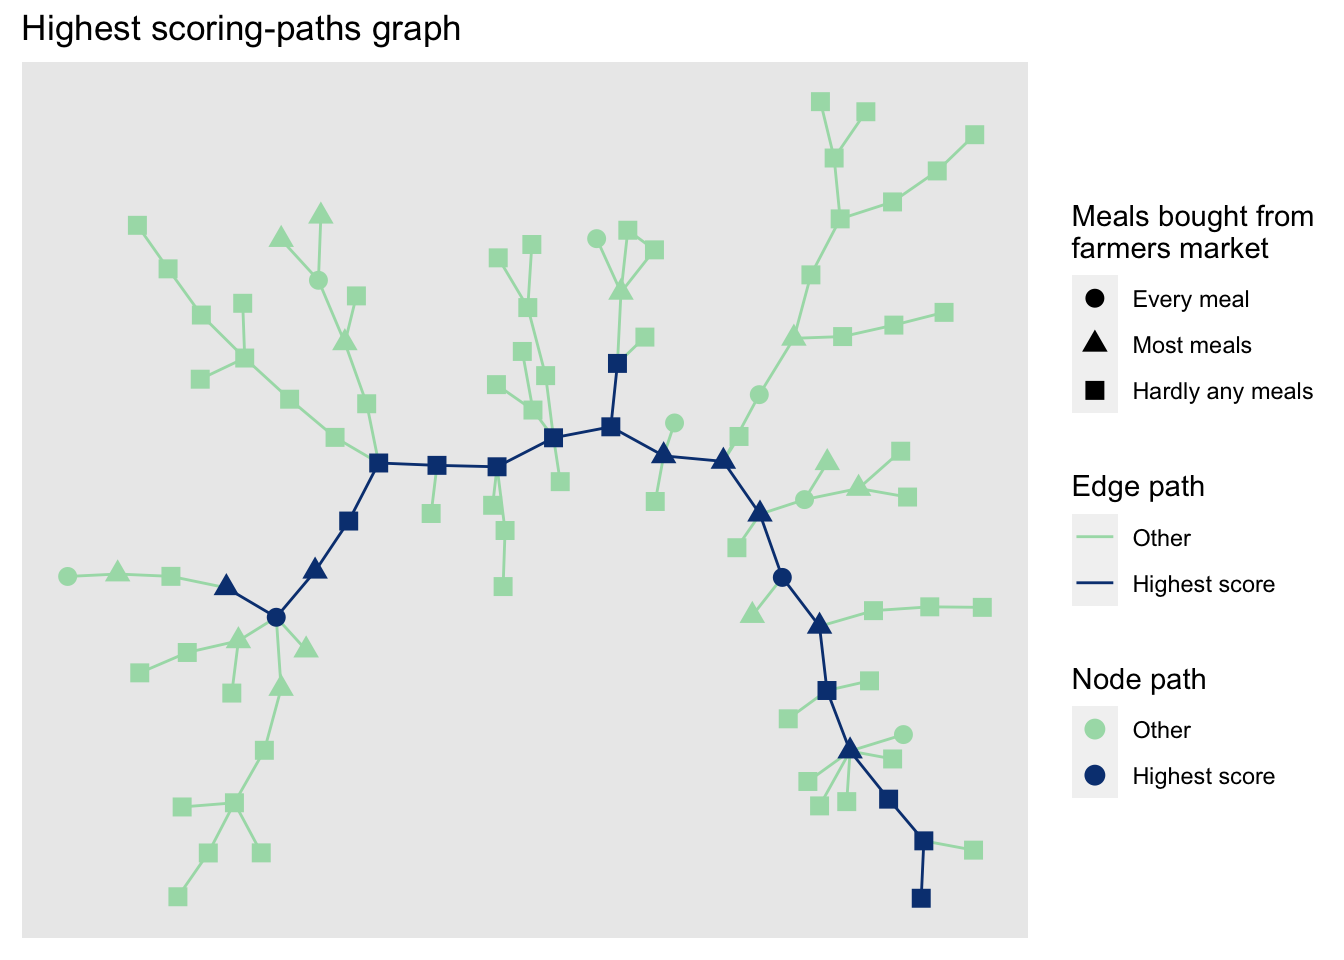 Highest scoring-paths graph
Meals bought from
farmers market
Every meal
Most meals
Hardly any meals
Edge path
Other
Highest score
Node path
Other
Highest score